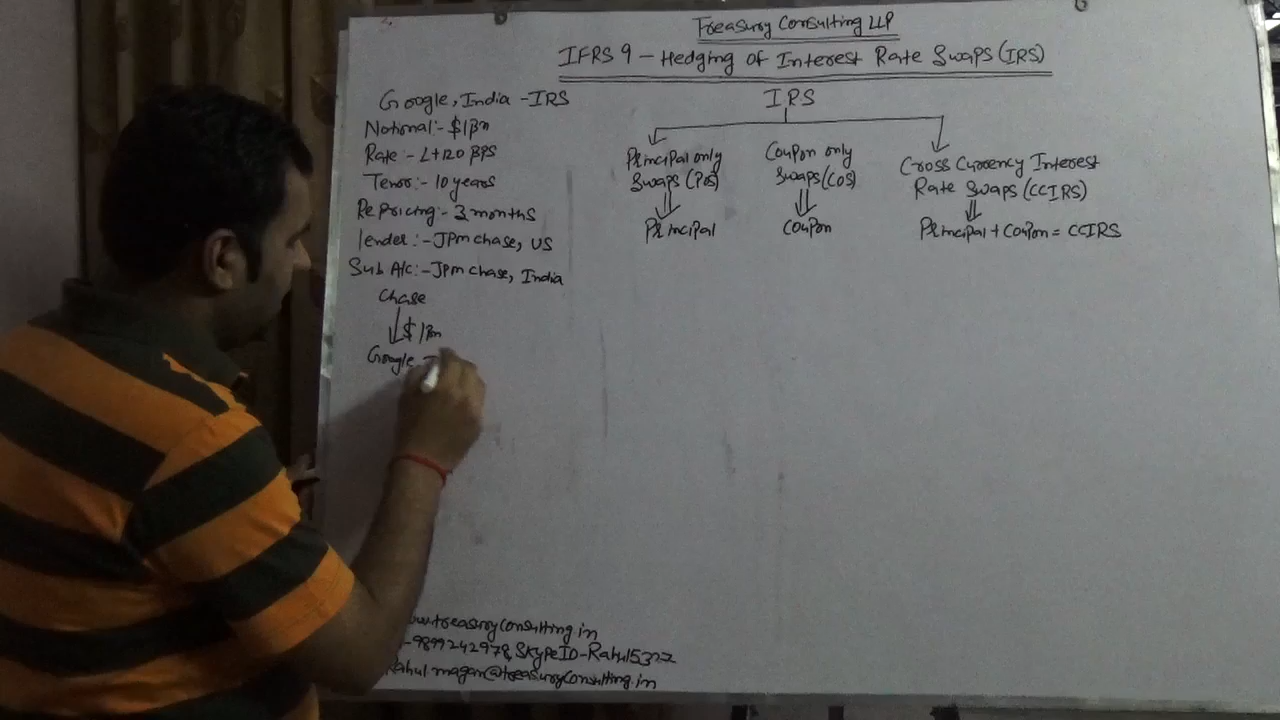 Treasury Consulting LLP
IFRS 9 - Hedging of Interest Rate Swaps (IRS)
Google, India - IRS
Notional:- $1Bn
Rate - L+120 BPS
Tenor:- 10 years
Repricing:- 3 months
lender:- JPM chase, US
Sub A/c:- JPM chase, India
Chase
$1Bn
Google
IRS
Principal only
Swaps (POS)
Principal
Coupon only
Swaps (COS)
Coupon
Cross Currency Interest
Rate Swaps (CCIRS)
Principal + Coupon = CCIRS
treasuryconsulting.in
-9899242978, Skype ID - Rahul5327
Rahul.magan@treasuryconsulting.in